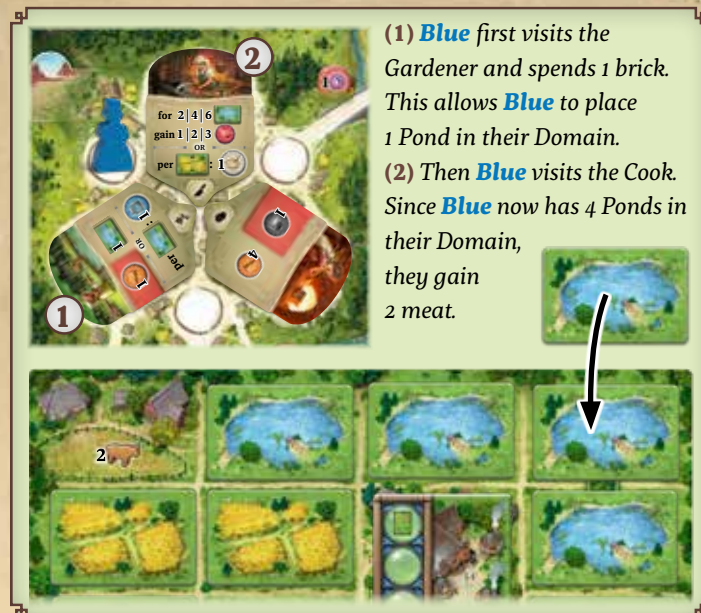 (1) Blue first visits the
Gardener and spends 1 brick.
This allows Blue to place
1 Pond in their Domain.
(2) Then Blue visits the Cook.
Since Blue now has 4 Ponds in
their Domain,
they gain
2 meat.
2
1
for 2|4|6
gain 1|2|3
OR
per : 1
1
1
OR
per
1 :
1
1
4
2